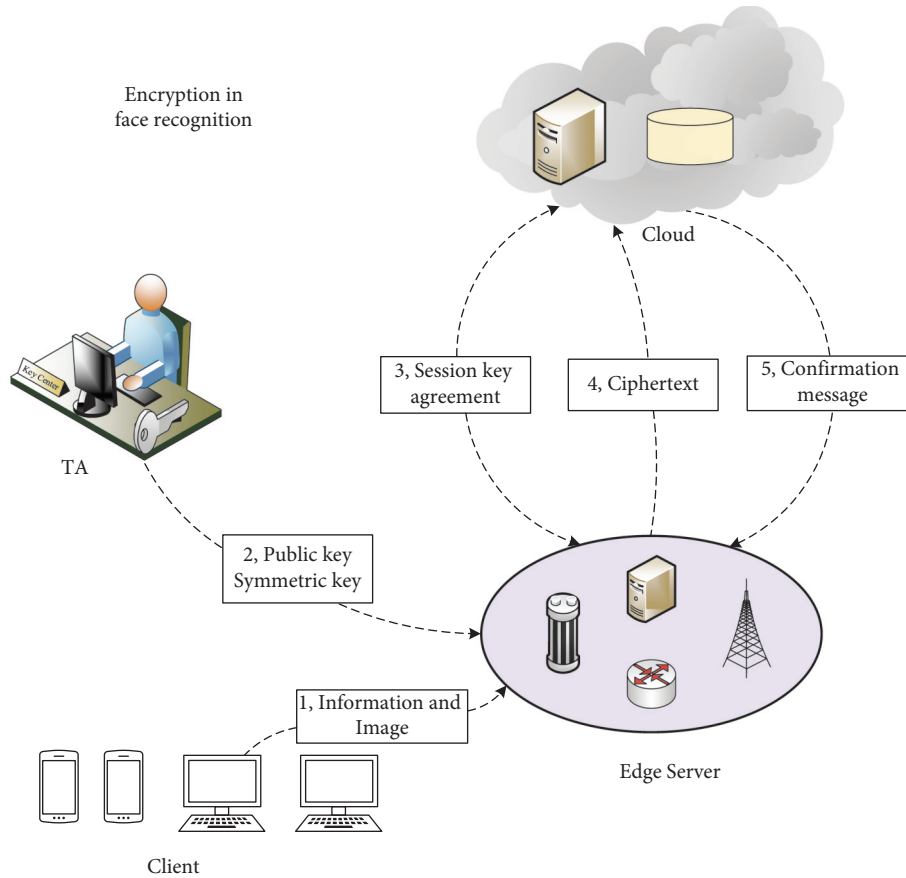 Encryption in
face recognition
Cloud
3, Session key
agreement
4, Ciphertext
5, Confirmation
message
Key Center
TA
2, Public key
Symmetric key
1, Information and
Image
Edge Server
Client